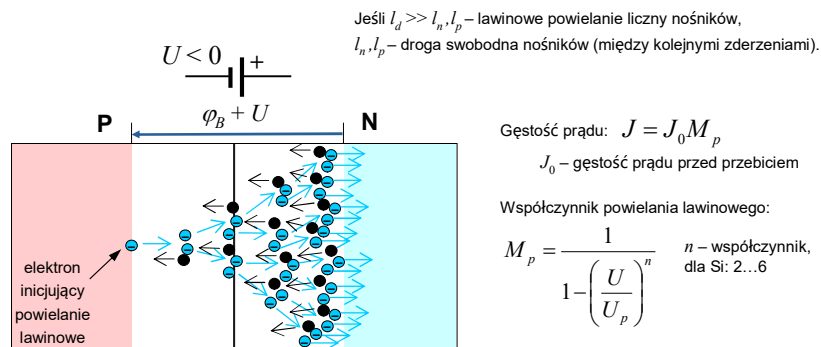 Jeśli l_d >> l_n, l_p – lawinowe powielanie liczny nośników,
l_n, l_p – droga swobodna nośników (między kolejnymi zderzeniami).
U < 0
+
φ_B + U
P
N
elektron
inicjujący
powielanie
lawinowe
Gęstość prądu: J = J_0 M_p
J_0 – gęstość prądu przed przebiciem
Współczynnik powielania lawinowego:
M_p = 1 / (1 − (U / U_p)^n)
n – współczynnik,
dla Si: 2…6